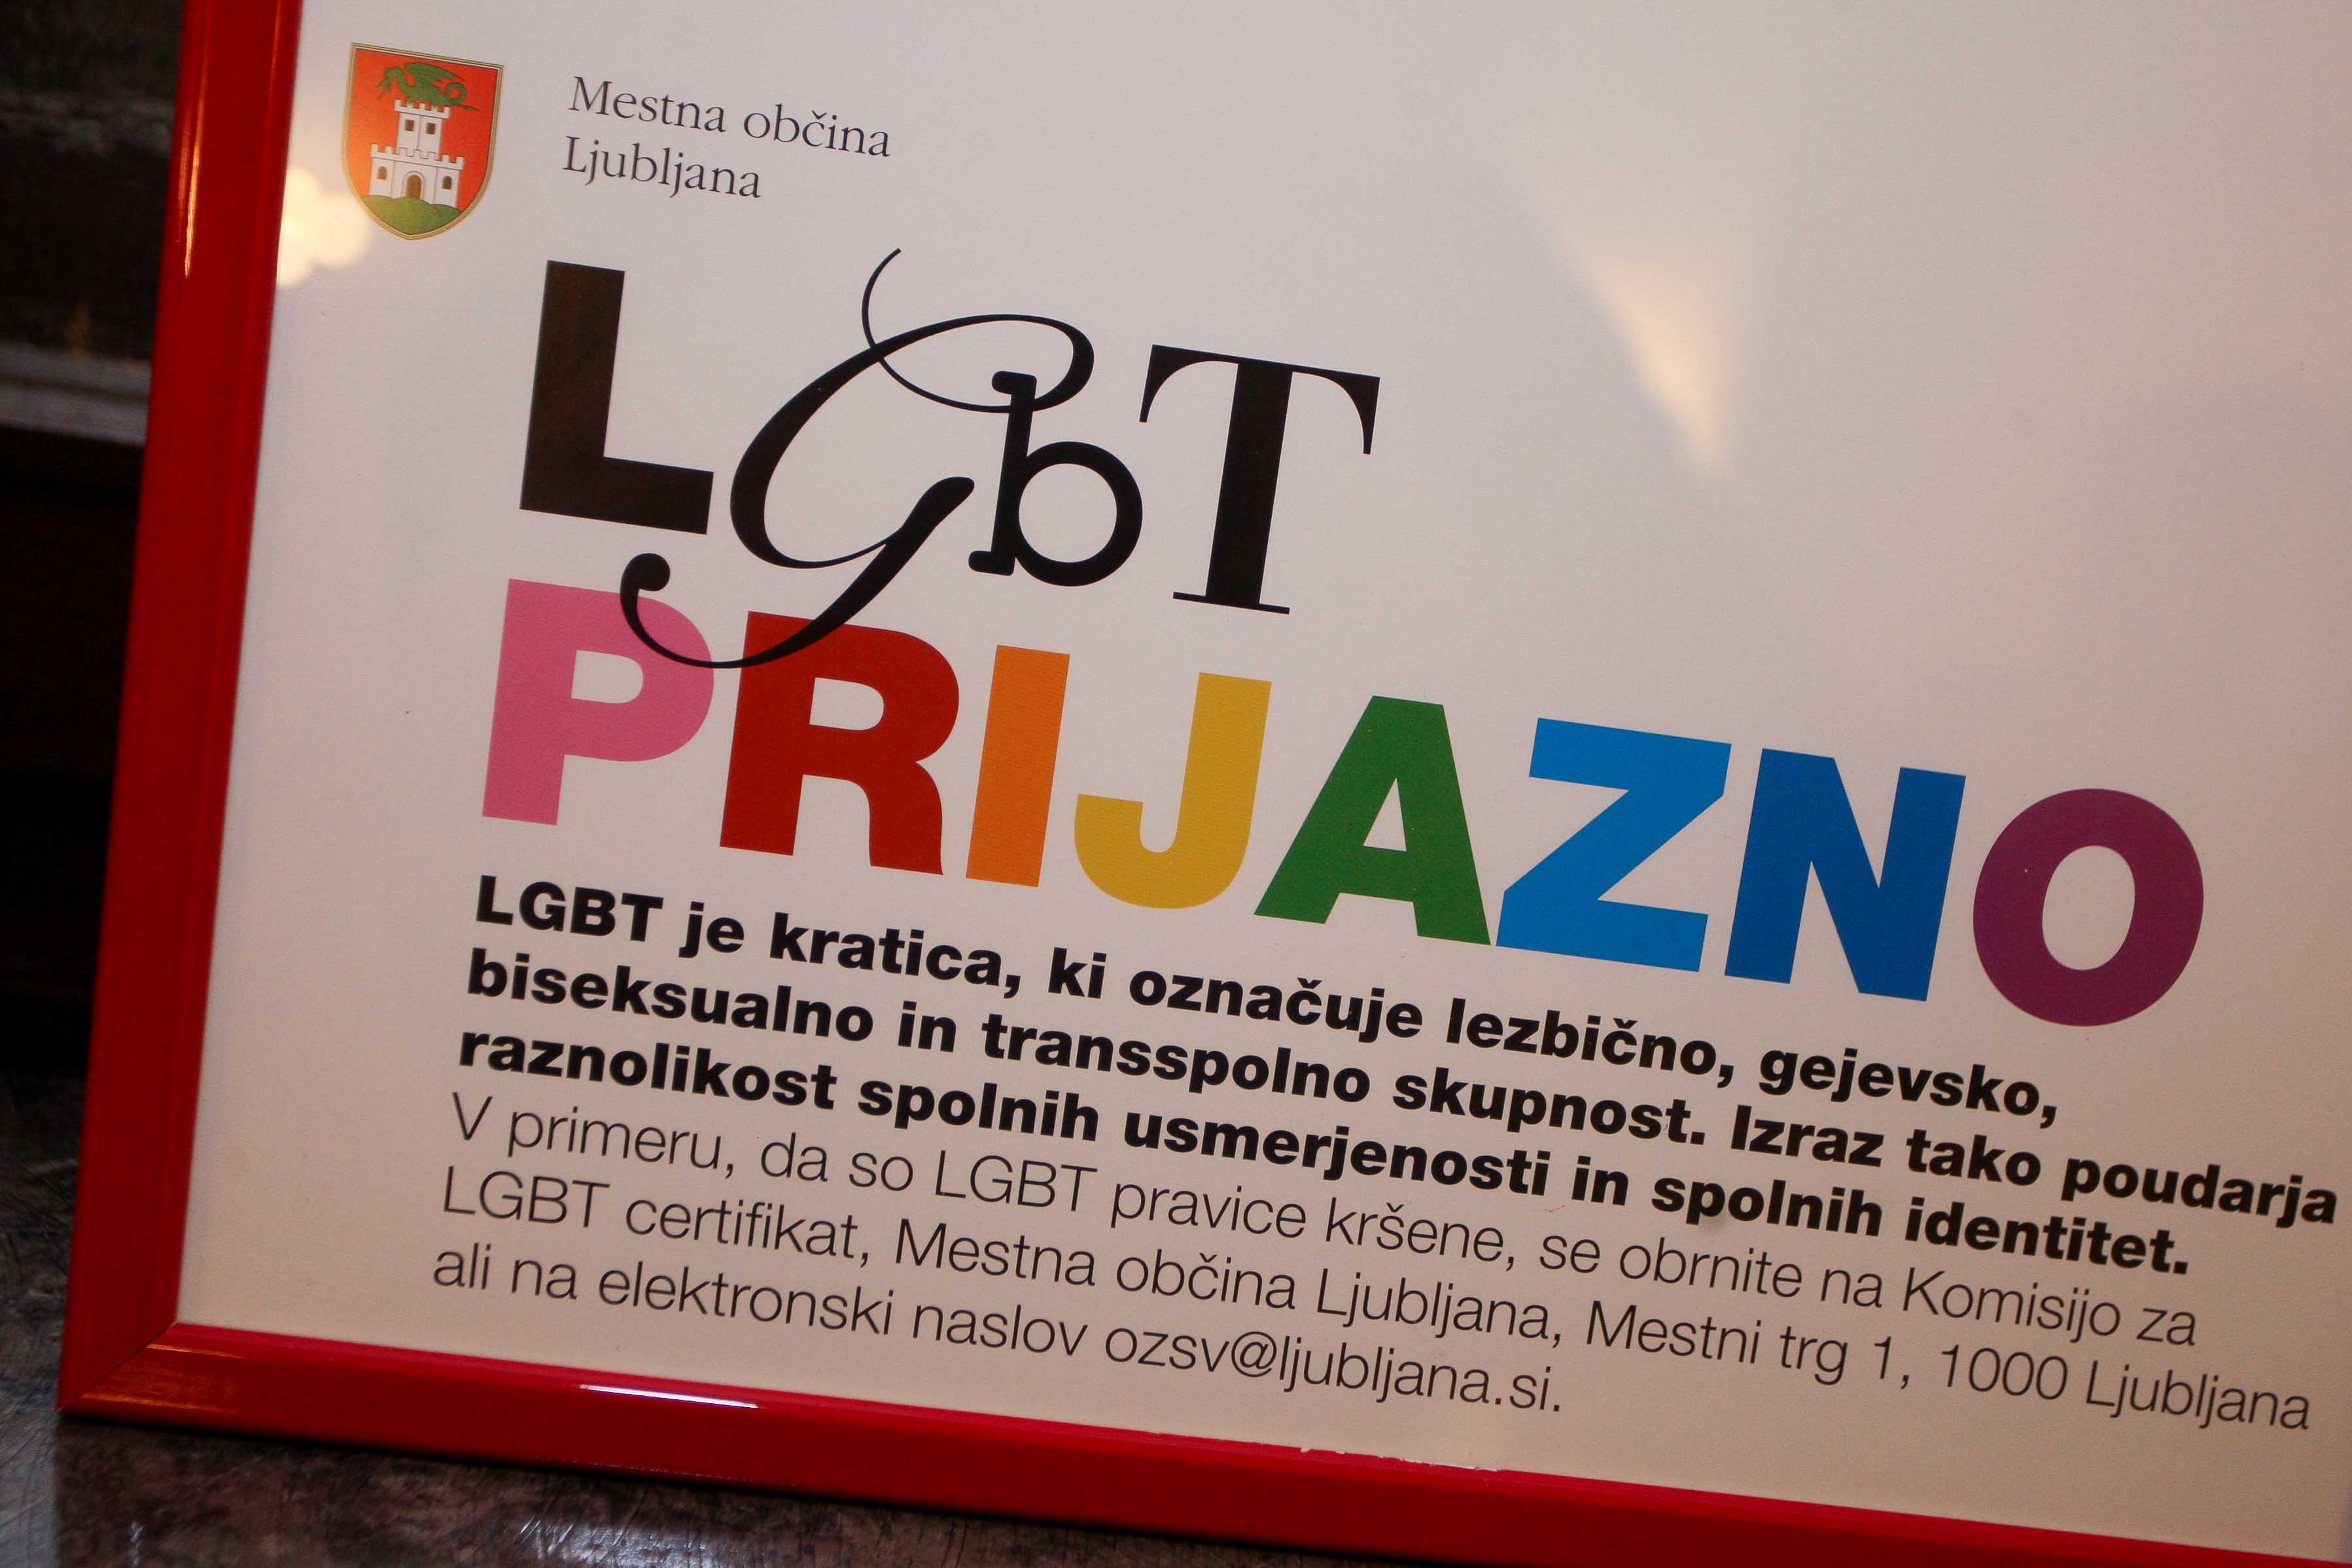 Mestna občina
Ljubljana
LGbT
PRIJAZNO
LGBT je kratica, ki označuje lezbično, gejevsko,
biseksualno in transspolno skupnost. Izraz tako poudarja
raznolikost spolnih usmerjenosti in spolnih identitet.
V primeru, da so LGBT pravice kršene, se obrnite na Komisijo za
LGBT certifikat, Mestna občina Ljubljana, Mestni trg 1, 1000 Ljubljana
ali na elektronski naslov ozsv@ljubljana.si.